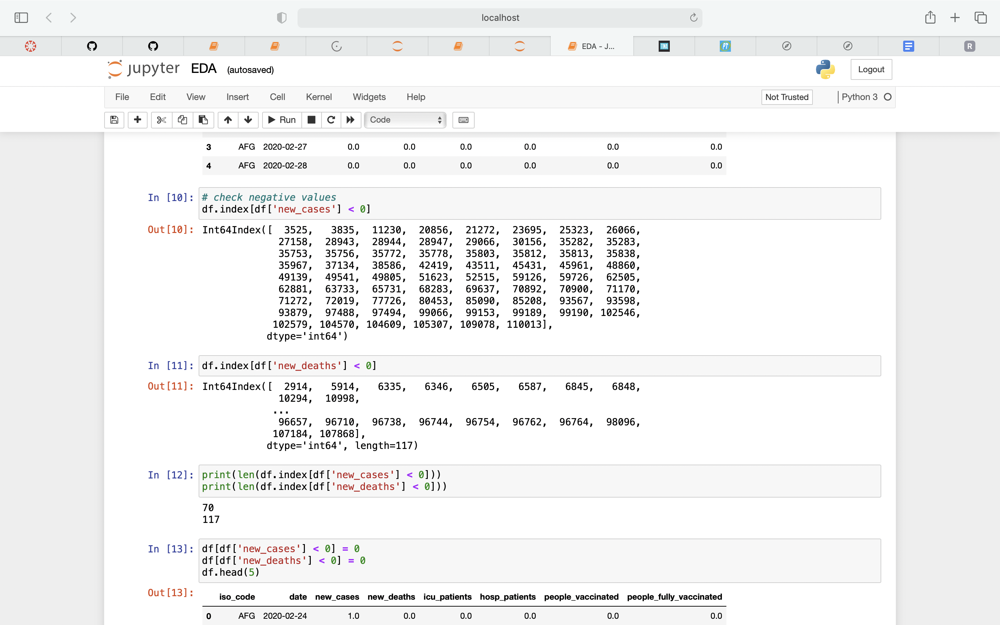 localhost
EDA - J...
TINA
PT
R
jupyter EDA (autosaved)
Logout
File Edit View Insert Cell Kernel Widgets Help
Not Trusted
Python 3
Run
Code
3 AFG 2020-02-27 0.0 0.0 0.0 0.0 0.0 0.0
4 AFG 2020-02-28 0.0 0.0 0.0 0.0 0.0 0.0
In [10]: # check negative values
df.index[df['new_cases'] < 0]
Out[10]: Int64Index([ 3525, 3835, 11230, 20856, 21272, 23695, 25323, 26066,
27158, 28943, 28944, 28947, 29066, 30156, 35282, 35283,
35753, 35756, 35772, 35778, 35803, 35812, 35813, 35838,
35967, 37134, 38586, 42419, 43511, 45431, 45961, 48860,
49139, 49541, 49805, 51623, 52515, 59126, 59726, 62505,
62881, 63733, 65731, 68283, 69637, 70892, 70900, 71170,
71272, 72019, 77726, 80453, 85090, 85208, 93567, 93598,
93879, 97488, 97494, 99066, 99153, 99189, 99190, 102546,
102579, 104570, 104609, 105307, 109078, 110013],
dtype='int64')
In [11]: df.index[df['new_deaths'] < 0]
Out[11]: Int64Index([ 2914, 5914, 6335, 6346, 6505, 6587, 6845, 6848,
10294, 10998,
...
96657, 96710, 96738, 96744, 96754, 96762, 96764, 98096,
107184, 107868],
dtype='int64', length=117)
In [12]: print(len(df.index[df['new_cases'] < 0]))
print(len(df.index[df['new_deaths'] < 0]))
70
117
In [13]: df[df['new_cases'] < 0] = 0
df[df['new_deaths'] < 0] = 0
df.head(5)
Out[13]:
iso_code date new_cases new_deaths icu_patients hosp_patients people_vaccinated people_fully_vaccinated
0 AFG 2020-02-24 1.0 0.0 0.0 0.0 0.0 0.0